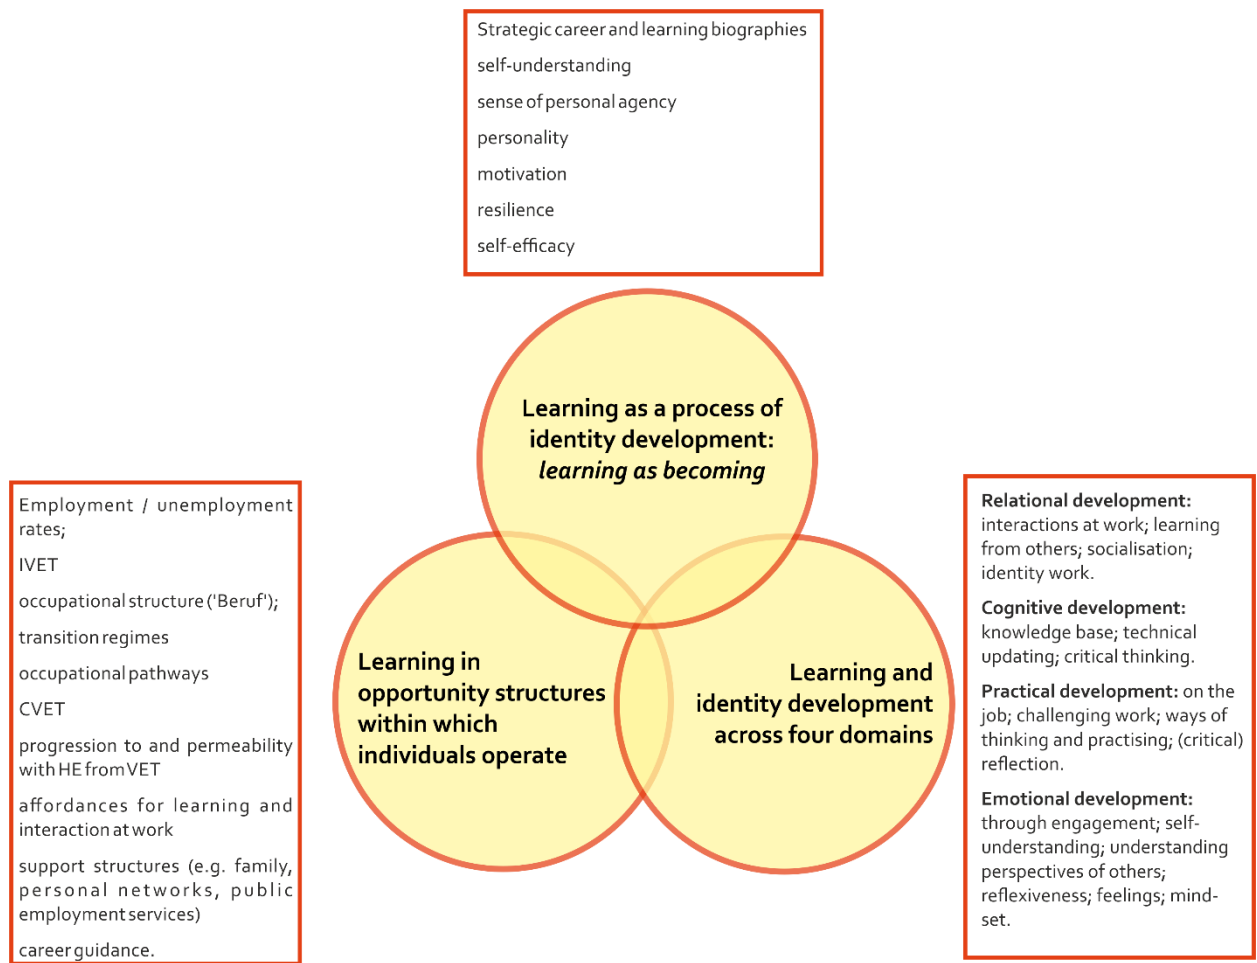 Strategic career and learning biographies
self-understanding
sense of personal agency
personality
motivation
resilience
self-efficacy
Learning as a process of
identity development:
learning as becoming
Employment / unemployment
rates;
IVET
occupational structure ('Beruf');
transition regimes
occupational pathways
CVET
progression to and permeability
with HE from VET
affordances for learning and
interaction at work
support structures (e.g. family,
personal networks, public
employment services)
career guidance.
Learning in
opportunity structures
within which
individuals operate
Learning and
identity development
across four domains
Relational development:
interactions at work; learning
from others; socialisation;
identity work.
Cognitive development:
knowledge base; technical
updating; critical thinking.
Practical development: on the
job; challenging work; ways of
thinking and practising; (critical)
reflection.
Emotional development:
through engagement; self-
understanding; understanding
perspectives of others;
reflexiveness; feelings; mind-
set.